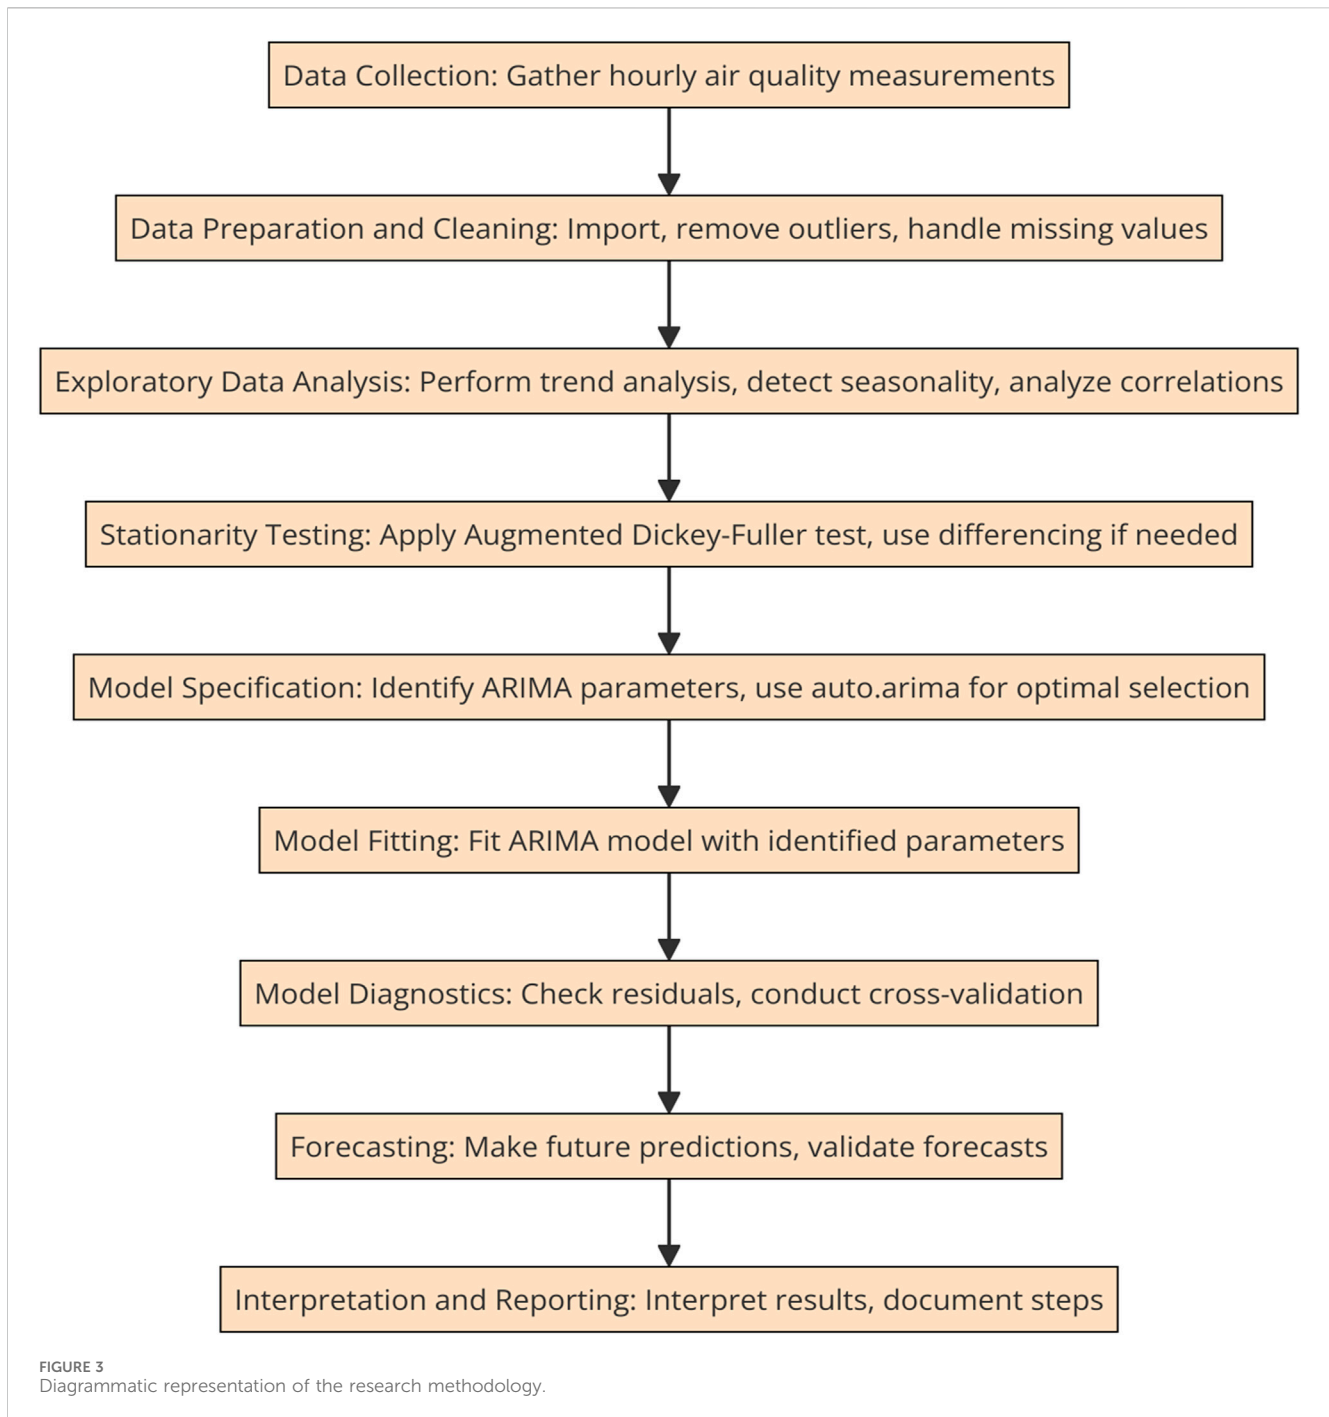 Data Collection: Gather hourly air quality measurements
Data Preparation and Cleaning: Import, remove outliers, handle missing values
Exploratory Data Analysis: Perform trend analysis, detect seasonality, analyze correlations
Stationarity Testing: Apply Augmented Dickey-Fuller test, use differencing if needed
Model Specification: Identify ARIMA parameters, use auto.arima for optimal selection
Model Fitting: Fit ARIMA model with identified parameters
Model Diagnostics: Check residuals, conduct cross-validation
Forecasting: Make future predictions, validate forecasts
Interpretation and Reporting: Interpret results, document steps
FIGURE 3
Diagrammatic representation of the research methodology.